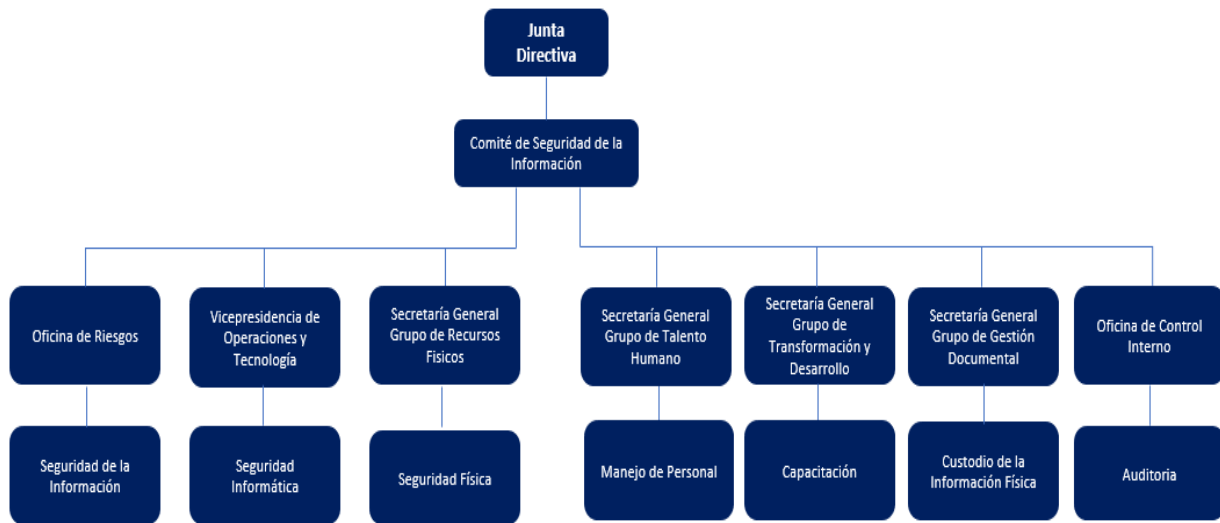 Junta
Directiva
Comité de Seguridad de la
Información
Oficina de Riesgos
Vicepresidencia de
Operaciones y
Tecnología
Secretaría General
Grupo de Recursos
Fisicos
Secretaría General
Grupo de Talento
Humano
Secretaría General
Grupo de
Transformación y
Desarrollo
Secretaría General
Grupo de Gestión
Documental
Oficina de Control
Interno
Seguridad de la
Información
Seguridad
Informática
Seguridad Física
Manejo de Personal
Capacitación
Custodio de la
Información Física
Auditoria